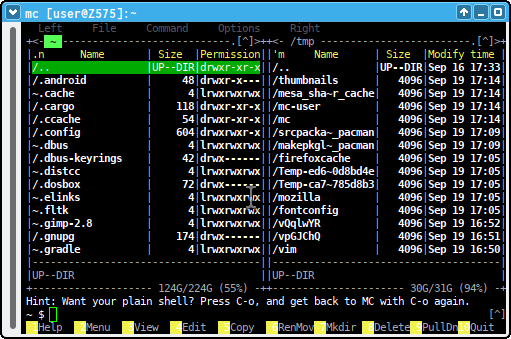 mc [user@Z575]:~
Left File Command Options Right
+<- ~ -----------------------.[^]>++<- /tmp -----------------------.[^]>+
|.n Name | Size |Permission||'m Name | Size |Modify time |
|/.. |UP--DIR|drwxr-xr-x||/.. |UP--DIR|Sep 16 17:33|
|/.android | 48|drwxr-x---||/thumbnails | 4096|Sep 19 17:14|
|~.cache | 4|lrwxrwxrwx||/mesa_sha~r_cache| 4096|Sep 19 17:14|
|/.cargo | 118|drwxr-xr-x||/mc-user | 4096|Sep 19 17:14|
|/.ccache | 54|drwxr-xr-x||/mc | 4096|Sep 19 17:14|
|/.config | 604|drwxr-xr-x||/srcpacka~_pacman| 4096|Sep 19 17:09|
|~.dbus | 4|lrwxrwxrwx||/makepkgl~_pacman| 4096|Sep 19 17:09|
|/.dbus-keyrings | 42|drwx------||/firefoxcache | 4096|Sep 19 17:05|
|~.distcc | 4|lrwxrwxrwx||/Temp-ed6~0d8bd4e| 4096|Sep 19 17:05|
|/.dosbox | 72|drwx------||/Temp-ca7~785d8b3| 4096|Sep 19 17:05|
|~.elinks | 4|lrwxrwxrwx||/mozilla | 4096|Sep 19 17:05|
|~.fltk | 4|lrwxrwxrwx||/fontconfig | 4096|Sep 19 17:05|
|~.gimp-2.8 | 4|lrwxrwxrwx||/vQqlwYR | 4096|Sep 19 16:52|
|/.gnupg | 174|drwx------||/vpGJChQ | 4096|Sep 19 16:51|
|~.gradle | 4|lrwxrwxrwx||/vim | 4096|Sep 19 16:50|
|UP--DIR ||UP--DIR |
+------------------- 124G/224G (55%) -++--------------------- 30G/31G (94%) -+
Hint: Want your plain shell? Press C-o, and get back to MC with C-o again.
~ $ [^]
1Help 2Menu 3View 4Edit 5Copy 6RenMov 7Mkdir 8Delete 9PullDn 10Quit